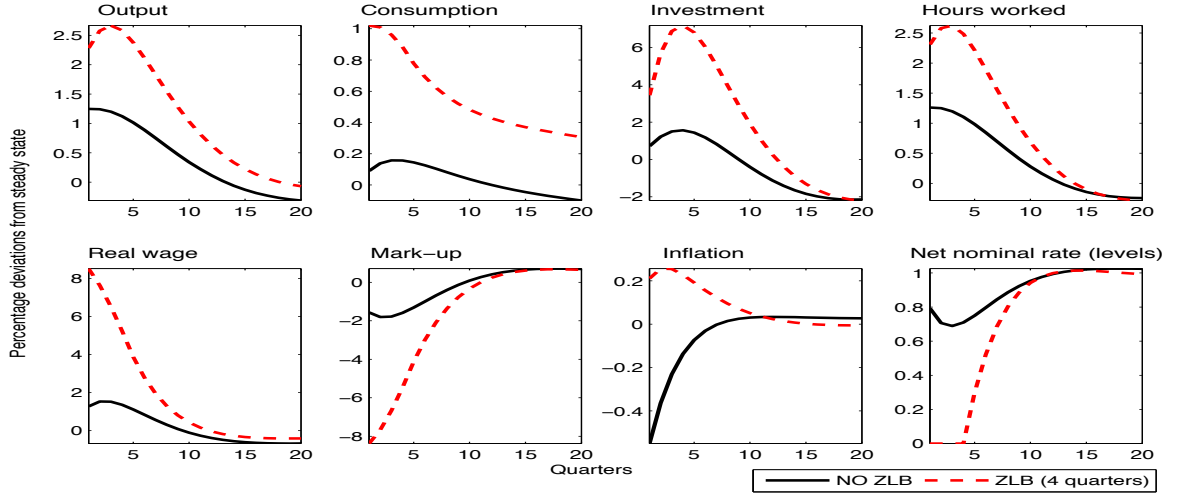 Output Consumption Investment Hours worked
2.5 2 1.5 1 0.5 0
1 0.8 0.6 0.4 0.2 0
6 4 2 0 −2
2.5 2 1.5 1 0.5 0
5 10 15 20 5 10 15 20 5 10 15 20 5 10 15 20
Percentage deviations from steady state
Real wage Mark−up Inflation Net nominal rate (levels)
8 6 4 2 0
0 −2 −4 −6 −8
0.2 0 −0.2 −0.4
1 0.8 0.6 0.4 0.2 0
5 10 15 20 5 10 15 20 5 10 15 20 5 10 15 20
Quarters
NO ZLB ZLB (4 quarters)